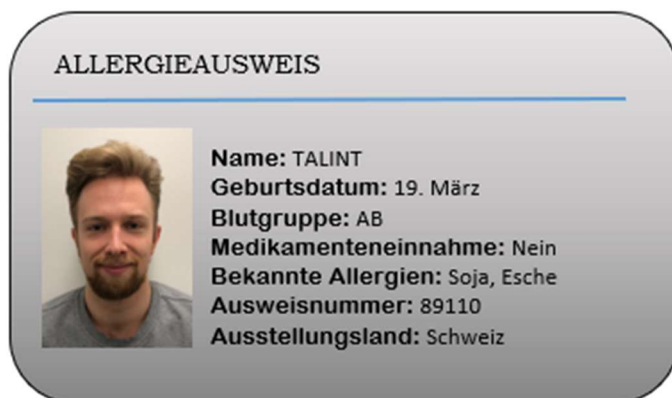 ALLERGIEAUSWEIS
Name: TALINT
Geburtsdatum: 19. März
Blutgruppe: AB
Medikamenteneinnahme: Nein
Bekannte Allergien: Soja, Esche
Ausweisnummer: 89110
Ausstellungsland: Schweiz